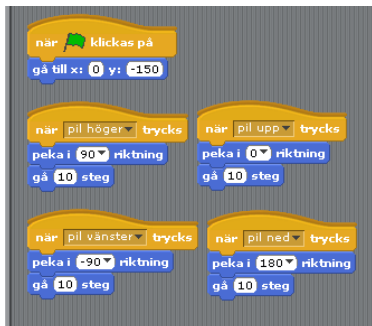 när klickas på
gå till x: 0 y: -150
när pil höger trycks
peka i 90 riktning
gå 10 steg
när pil upp trycks
peka i 0 riktning
gå 10 steg
när pil vänster trycks
peka i -90 riktning
gå 10 steg
när pil ned trycks
peka i 180 riktning
gå 10 steg